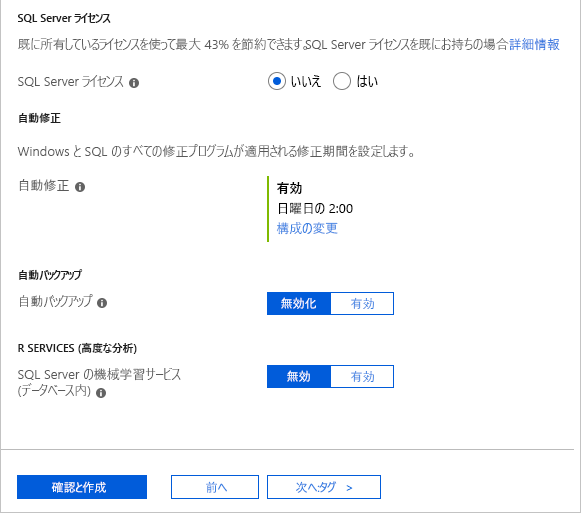 SQL Server ライセンス
既に所有しているライセンスを使って最大 43% を節約できます。SQL Server ライセンスを既にお持ちの場合詳細情報
SQL Server ライセンス
いいえ
はい
自動修正
Windows と SQL のすべての修正プログラムが適用される修正期間を設定します。
自動修正
有効
日曜日の 2:00
構成の変更
自動バックアップ
自動バックアップ
無効化
有効
R SERVICES (高度な分析)
SQL Server の機械学習サービス
(データベース内)
無効
有効
確認と作成
前へ
次へ:タグ >